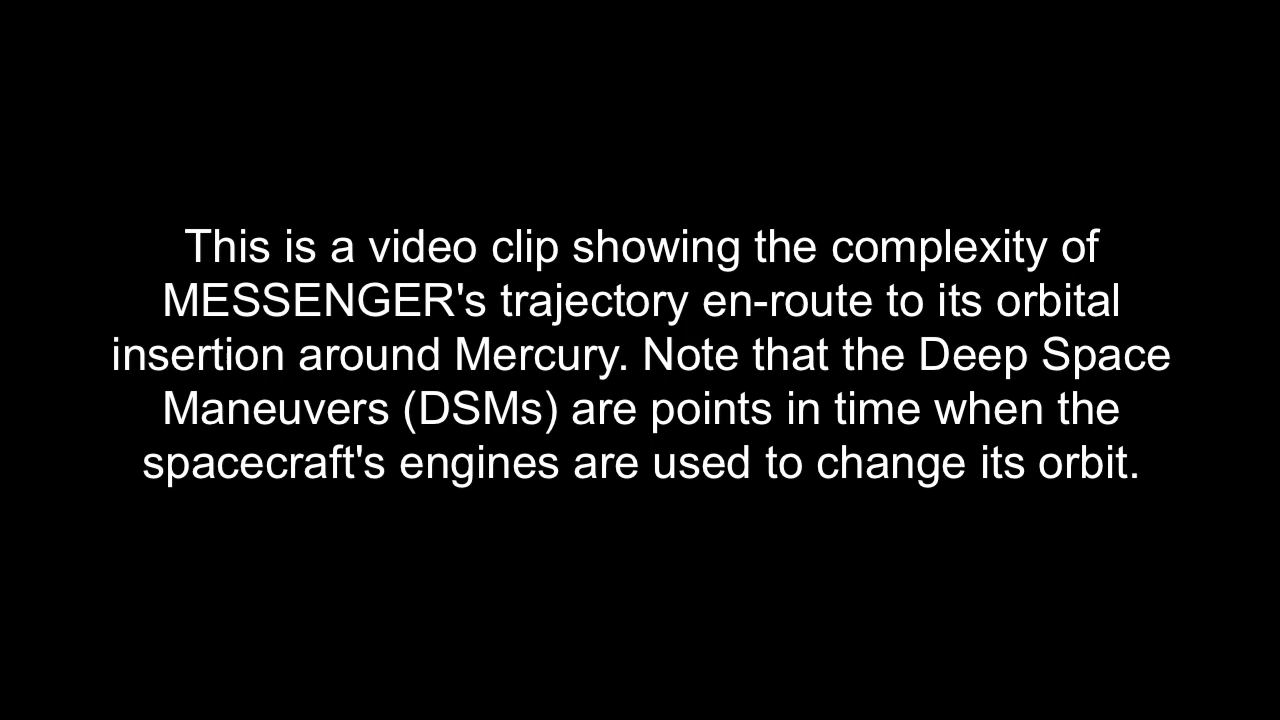 This is a video clip showing the complexity of
MESSENGER's trajectory en-route to its orbital
insertion around Mercury. Note that the Deep Space
Maneuvers (DSMs) are points in time when the
spacecraft's engines are used to change its orbit.